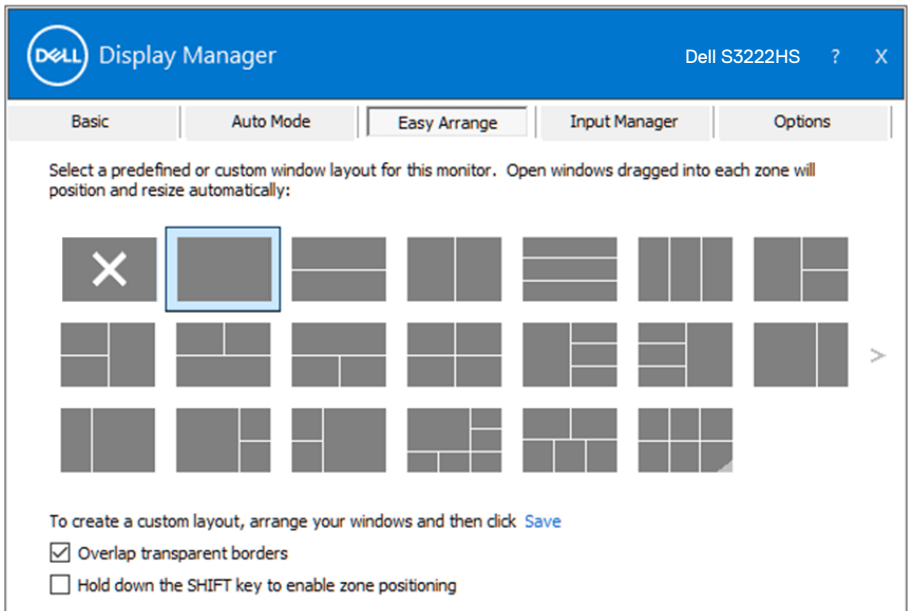 DELL Display Manager Dell S3222HS ? X
Basic Auto Mode Easy Arrange Input Manager Options
Select a predefined or custom window layout for this monitor. Open windows dragged into each zone will
position and resize automatically:
To create a custom layout, arrange your windows and then click Save
Overlap transparent borders
Hold down the SHIFT key to enable zone positioning